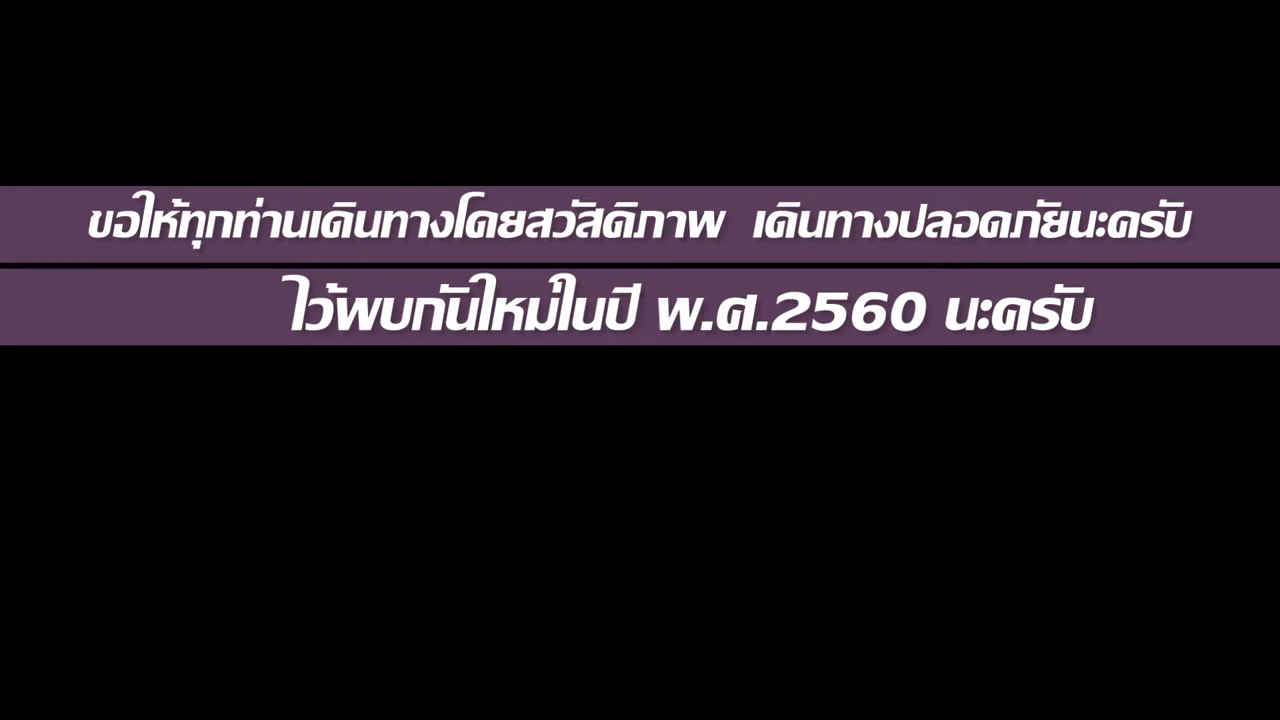 ขอให้ทุกท่านเดินทางโดยสวัสดิภาพ เดินทางปลอดภัยนะครับ
ไว้พบกันใหม่ในปี พ.ศ.2560 นะครับ